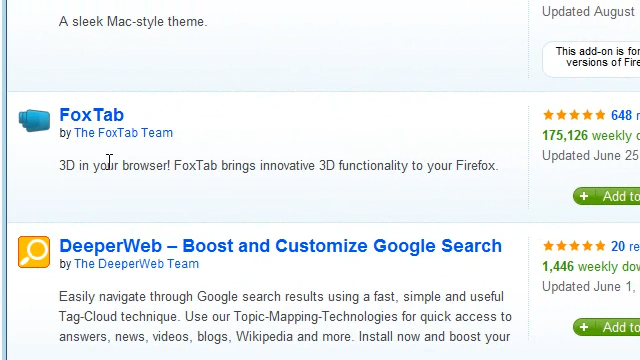 A sleek Mac-style theme.
Updated August
This add-on is for
versions of Fire
FoxTab
by The FoxTab Team
3D in your browser! FoxTab brings innovative 3D functionality to your Firefox.
648 r
175,126 weekly d
Updated June 25
+ Add to
DeeperWeb – Boost and Customize Google Search
by The DeeperWeb Team
Easily navigate through Google search results using a fast, simple and useful
Tag-Cloud technique. Use our Topic-Mapping-Technologies for quick access to
answers, news, videos, blogs, Wikipedia and more. Install now and boost your
20 re
1,446 weekly dow
Updated June 1,
+ Add to